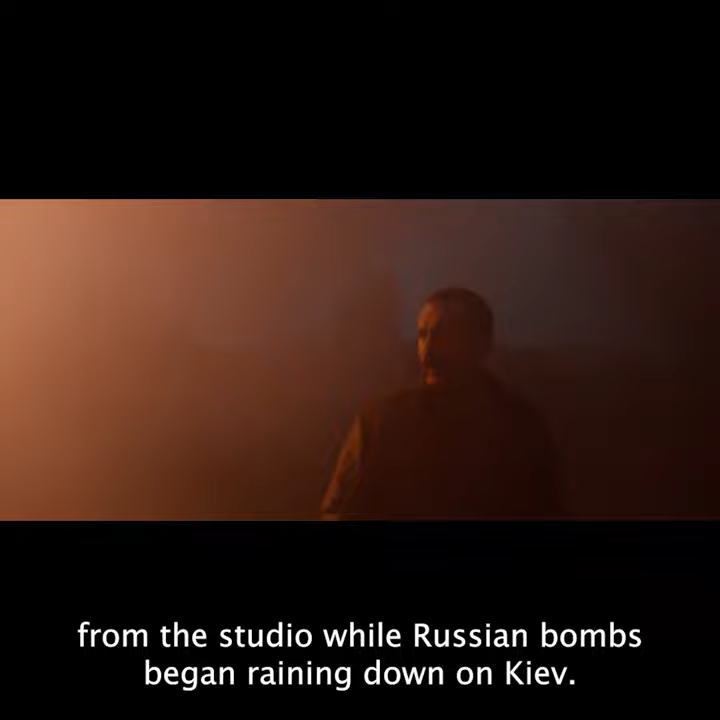 from the studio while Russian bombs
began raining down on Kiev.